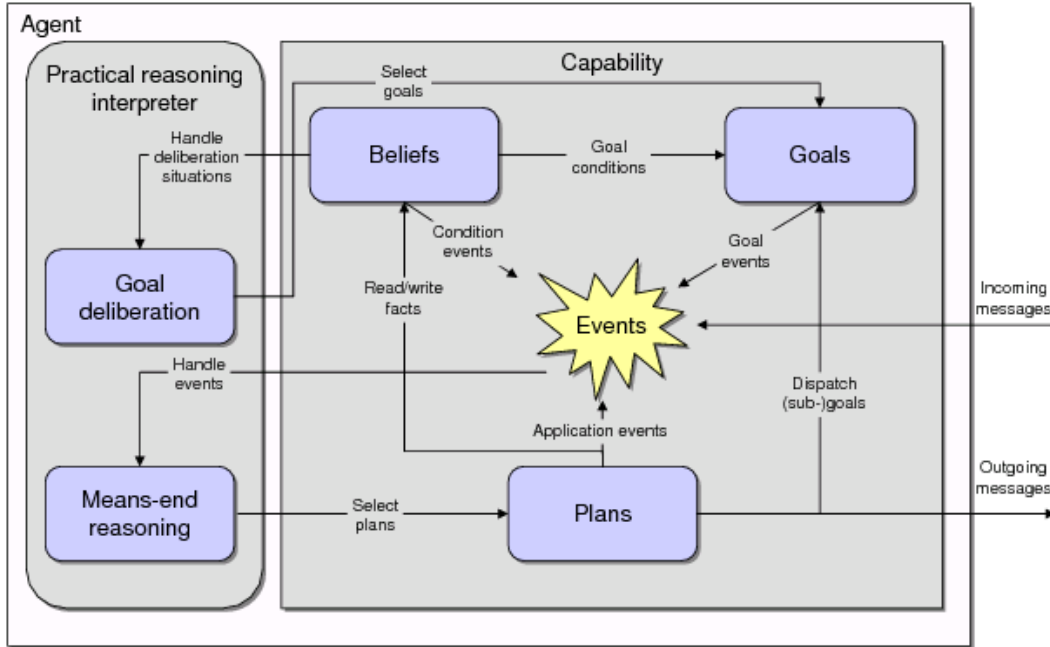 Agent
Practical reasoning
interpreter
Capability
Select
goals
Handle
deliberation
situations
Beliefs
Goal
conditions
Goals
Condition
events
Goal
events
Goal
deliberation
Read/write
facts
Events
Incoming
messages
Handle
events
Dispatch
(sub-)goals
Application events
Means-end
reasoning
Select
plans
Plans
Outgoing
messages